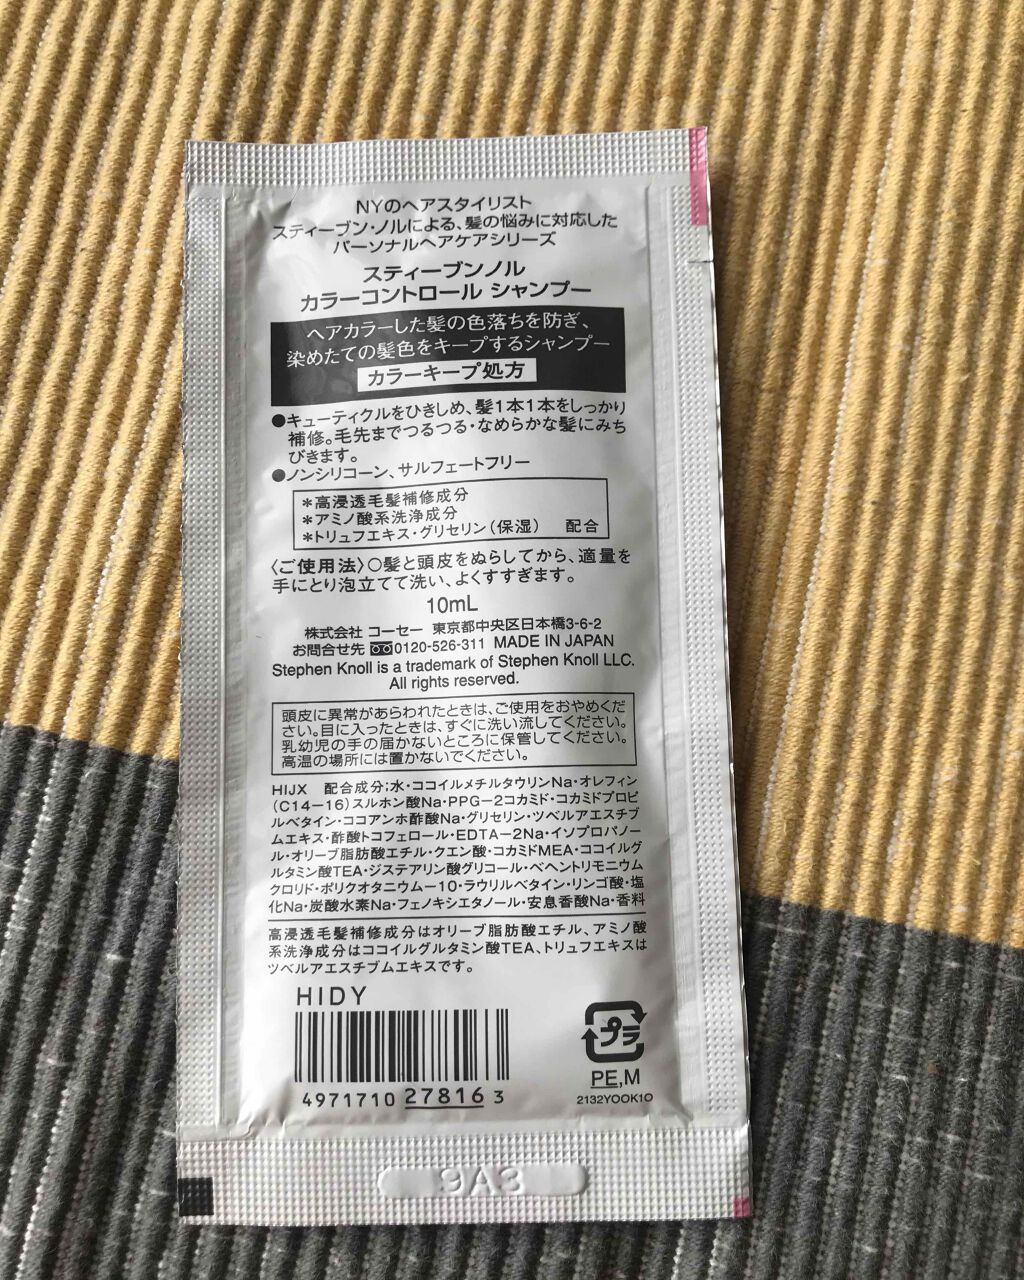 NYのヘアスタイリスト
スティーブン・ノルによる、髪の悩みに対応した
パーソナルヘアケアシリーズ
スティーブンノル
カラーコントロール シャンプー
ヘアカラーした髪の色落ちを防ぎ、
染めたての髪色をキープするシャンプー
カラーキープ処方
●キューティクルをひきしめ、髪1本1本をしっかり
補修。毛先までつるつる・なめらかな髪にみち
びきます。
●ノンシリコーン、サルフェートフリー
*高浸透毛髪補修成分
*アミノ酸系洗浄成分
*トリュフエキス・グリセリン(保湿) 配合
〈ご使用法〉○髪と頭皮をぬらしてから、適量を
手にとり泡立てて洗い、よくすすぎます。
10mL
株式会社 コーセー 東京都中央区日本橋3-6-2
お問合せ先 0120-526-311 MADE IN JAPAN
Stephen Knoll is a trademark of Stephen Knoll LLC.
All rights reserved.
頭皮に異常があらわれたときは、ご使用をおやめくだ
さい。目に入ったときは、すぐに洗い流してください。
乳幼児の手の届かないところに保管してください。
高温の場所には置かないでください。
HIJX 配合成分;水・ココイルメチルタウリンNa・オレフィン
(C14-16)スルホン酸Na・PPG-2コカミド・コカミドプロピ
ルベタイン・ココアンホ酢酸Na・グリセリン・ツベルアエスチブ
ムエキス・酢酸トコフェロール・EDTA-2Na・イソプロパノー
ル・オリーブ脂肪酸エチル・クエン酸・コカミドMEA・ココイルグ
ルタミン酸TEA・ジステアリン酸グリコール・ベヘントリモニウム
クロリド・ポリクオタニウム-10・ラウリルベタイン・リンゴ酸・塩
化Na・炭酸水素Na・フェノキシエタノール・安息香酸Na・香料
高浸透毛髪補修成分はオリーブ脂肪酸エチル、アミノ酸
系洗浄成分はココイルグルタミン酸TEA、トリュフエキスは
ツベルアエスチブムエキスです。
HIDY
4971710 27816 3
プラ
PE,M
2132YOOK1O
9A3